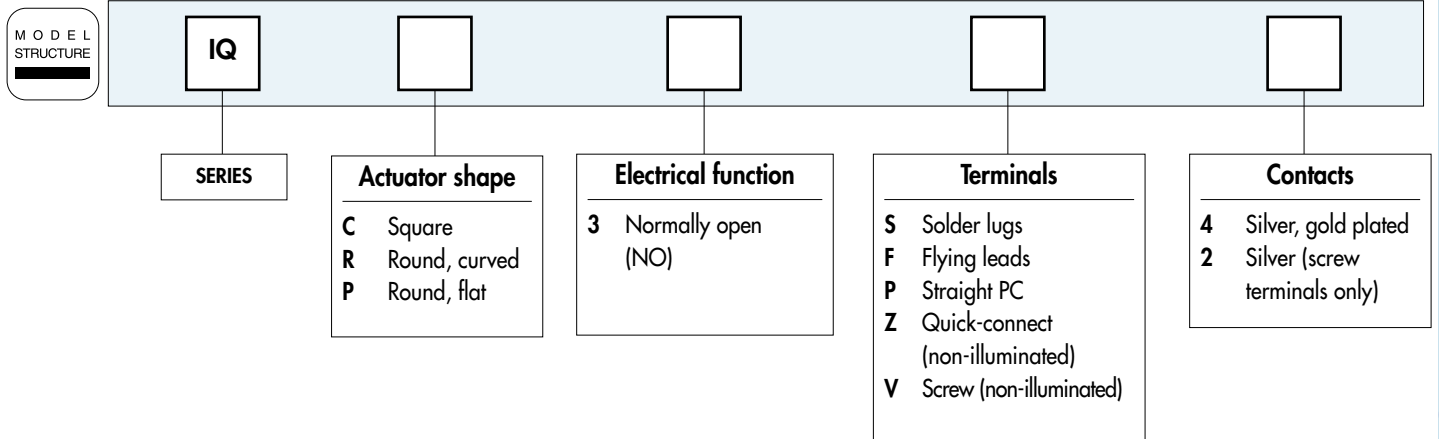 MODEL
STRUCTURE
IQ
SERIES
Actuator shape
C Square
R Round, curved
P Round, flat
Electrical function
3 Normally open
(NO)
Terminals
S Solder lugs
F Flying leads
P Straight PC
Z Quick-connect
(non-illuminated)
V Screw (non-illuminated)
Contacts
4 Silver, gold plated
2 Silver (screw
terminals only)